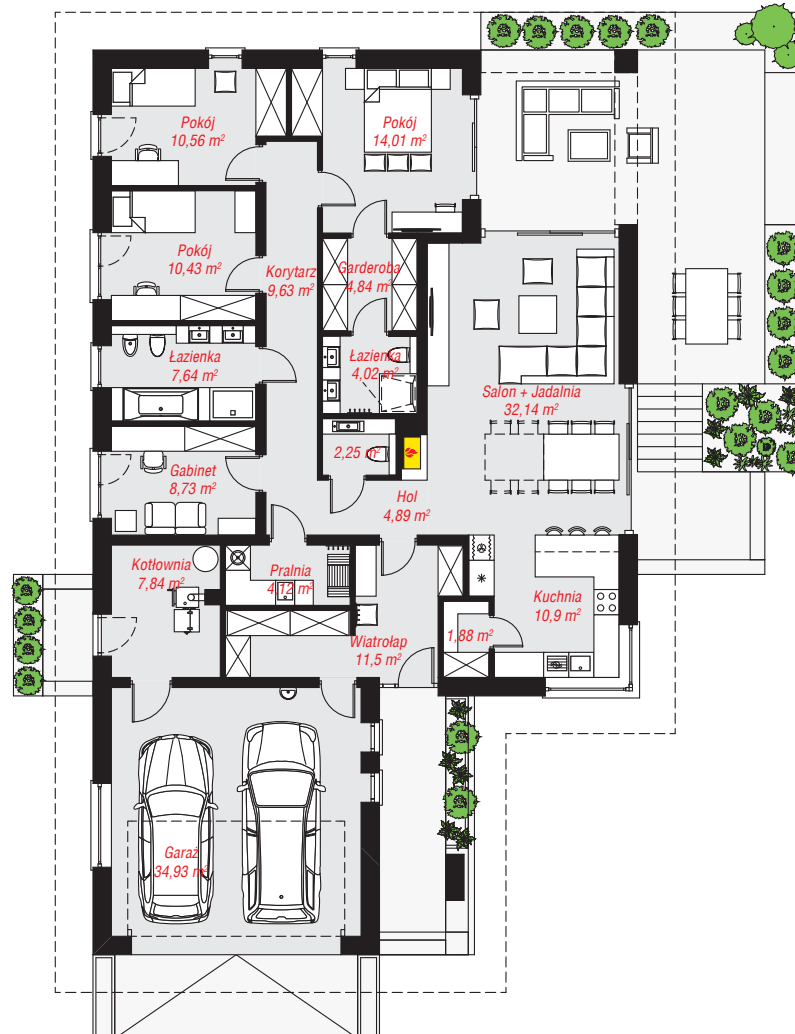 Pokój
10,56 m²
Pokój
14,01 m²
Pokój
10,43 m²
Korytarz
9,63 m²
Garderoba
4,84 m²
Łazienka
7,64 m²
Łazienka
4,02 m²
Salon + Jadalnia
32,14 m²
Gabinet
8,73 m²
2,25 m²
Hol
4,89 m²
Kotłownia
7,84 m²
Pralnia
4,12 m²
Kuchnia
10,9 m²
1,88 m²
Wiatrołap
11,5 m²
Garaż
34,93 m²